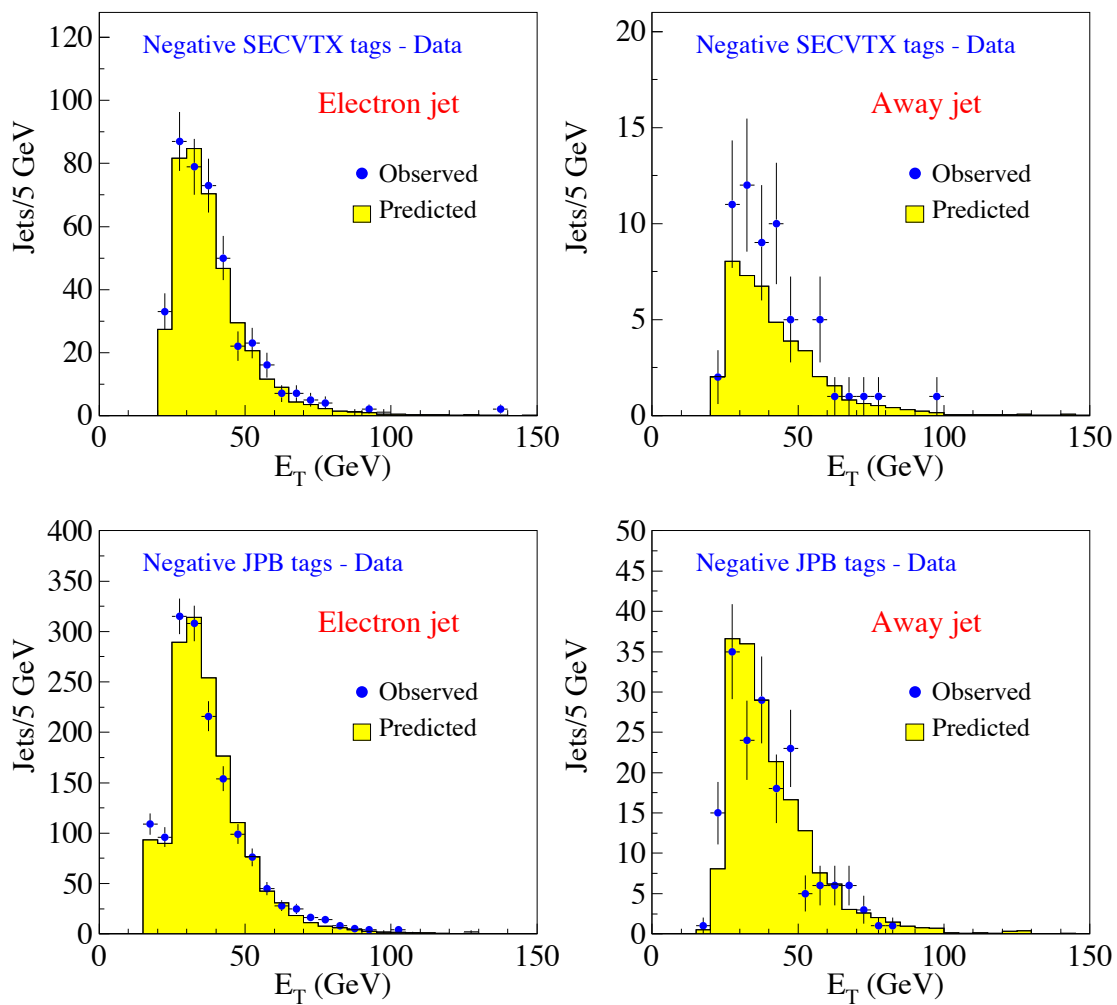 Negative SECVTX tags - Data
Electron jet
Observed
Predicted
Jets/5 GeV
120
100
80
60
40
20
0
0
50
100
150
E_T (GeV)
Negative SECVTX tags - Data
Away jet
Observed
Predicted
Jets/5 GeV
20
15
10
5
0
0
50
100
150
E_T (GeV)
Negative JPB tags - Data
Electron jet
Observed
Predicted
Jets/5 GeV
400
350
300
250
200
150
100
50
0
0
50
100
150
E_T (GeV)
Negative JPB tags - Data
Away jet
Observed
Predicted
Jets/5 GeV
50
45
40
35
30
25
20
15
10
5
0
0
50
100
150
E_T (GeV)